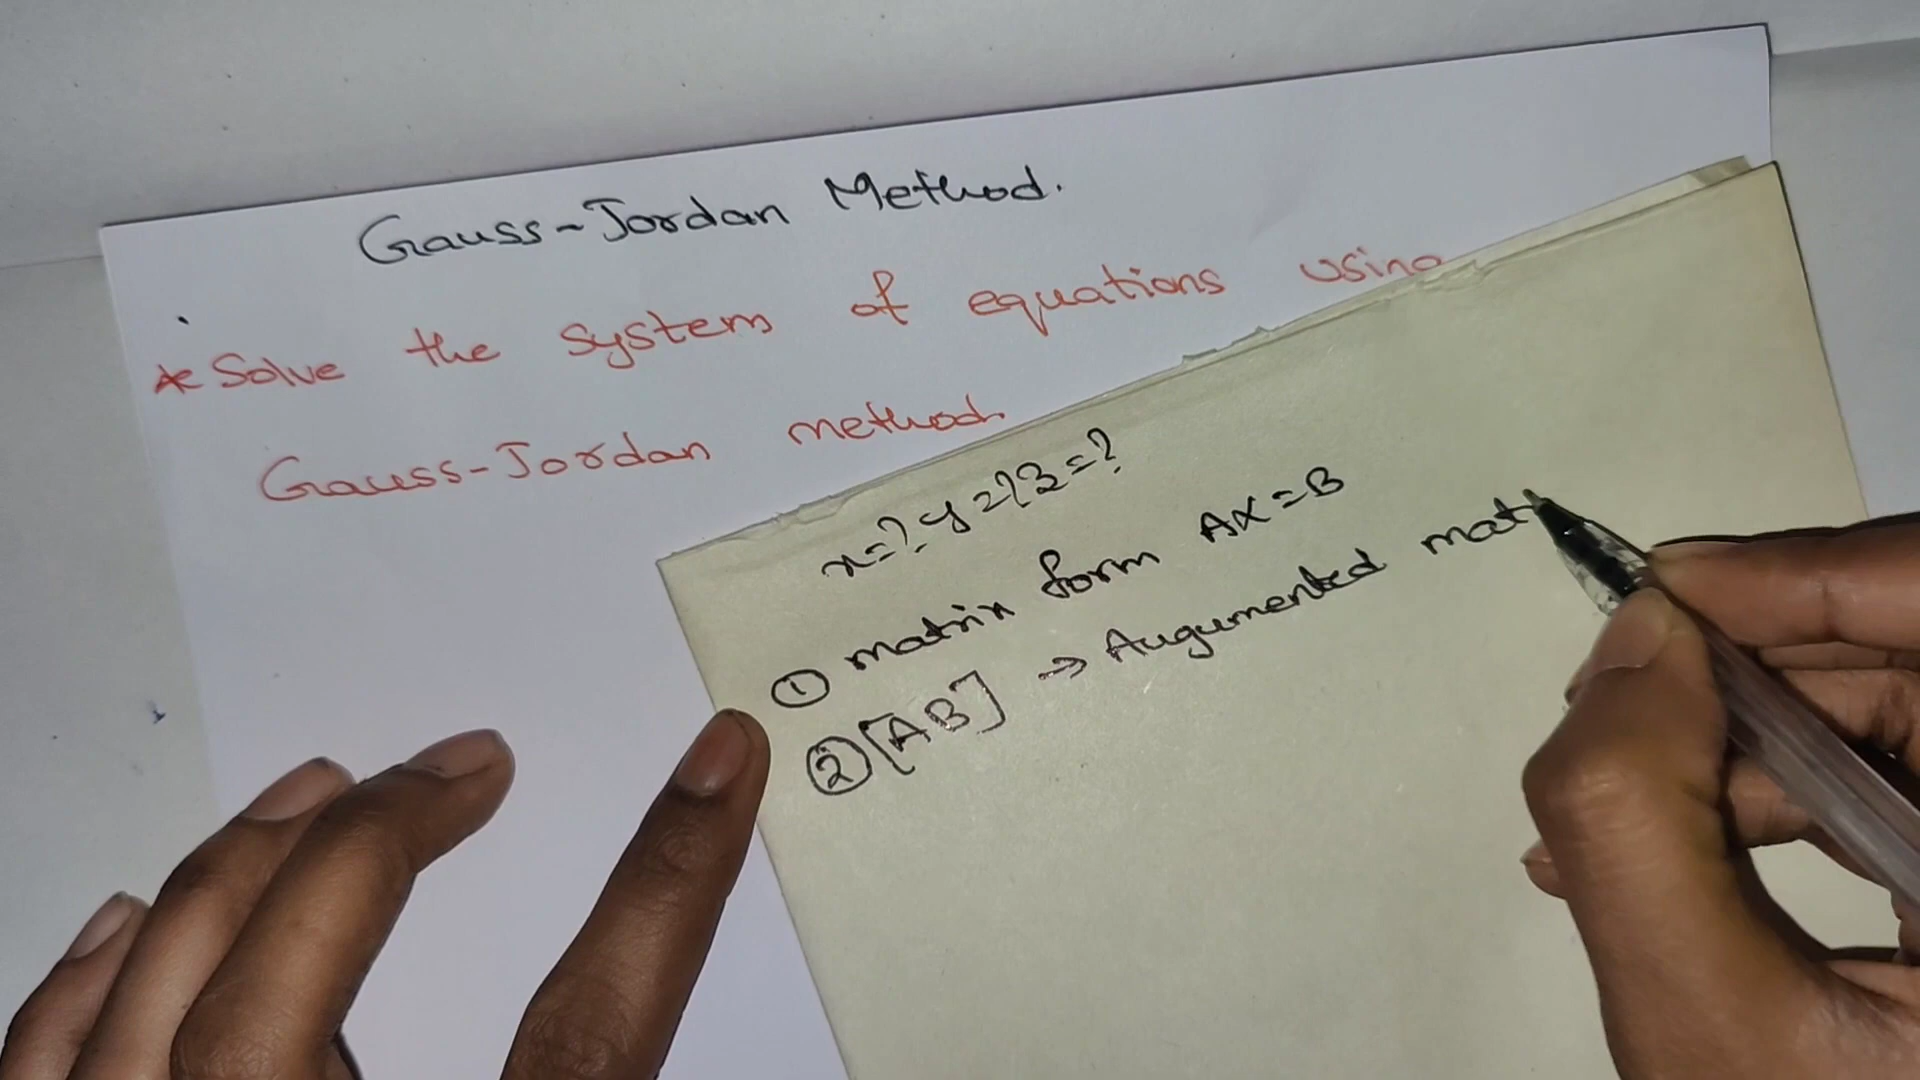 Gauss-Jordan Method.
* Solve the system of equations using
Gauss-Jordan method.
x=? y=? z=?
① matrix form AX=B
② [AB] → Augumented mat